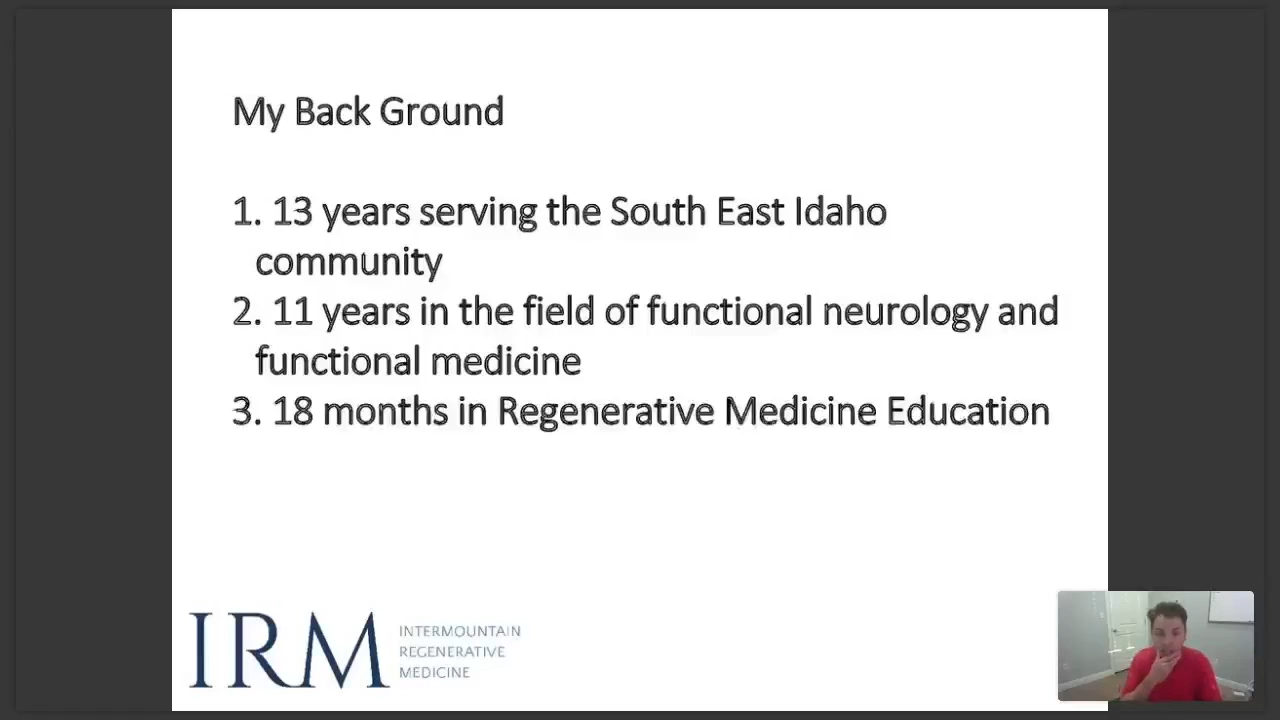 My Back Ground
1. 13 years serving the South East Idaho
community
2. 11 years in the field of functional neurology and
functional medicine
3. 18 months in Regenerative Medicine Education
IRM
INTERMOUNTAIN
REGENERATIVE
MEDICINE